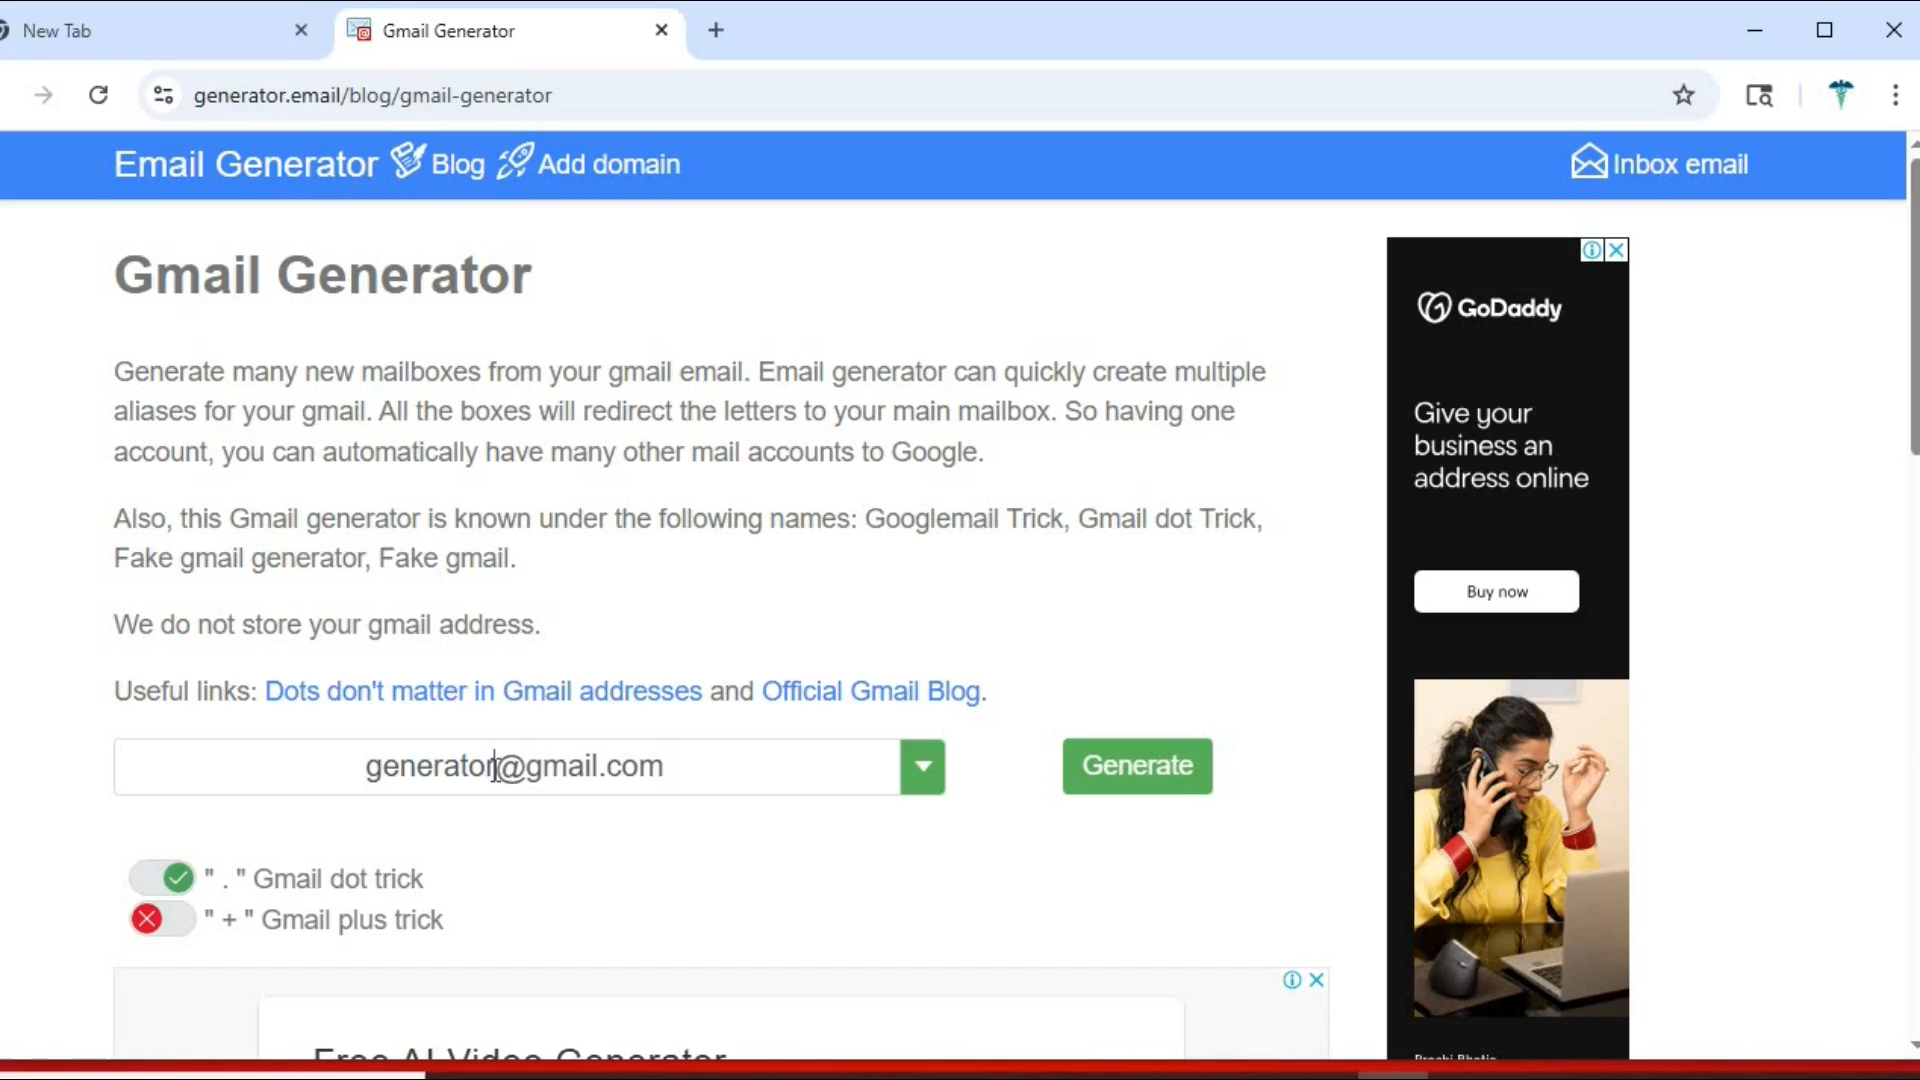 New Tab
Gmail Generator
generator.email/blog/gmail-generator
Email Generator Blog Add domain
Inbox email
Gmail Generator
Generate many new mailboxes from your gmail email. Email generator can quickly create multiple
aliases for your gmail. All the boxes will redirect the letters to your main mailbox. So having one
account, you can automatically have many other mail accounts to Google.
Also, this Gmail generator is known under the following names: Googlemail Trick, Gmail dot Trick,
Fake gmail generator, Fake gmail.
We do not store your gmail address.
Useful links: Dots don't matter in Gmail addresses and Official Gmail Blog.
generator@gmail.com
Generate
" . " Gmail dot trick
" + " Gmail plus trick
Free AI Video Generator
GoDaddy
Give your
business an
address online
Buy now